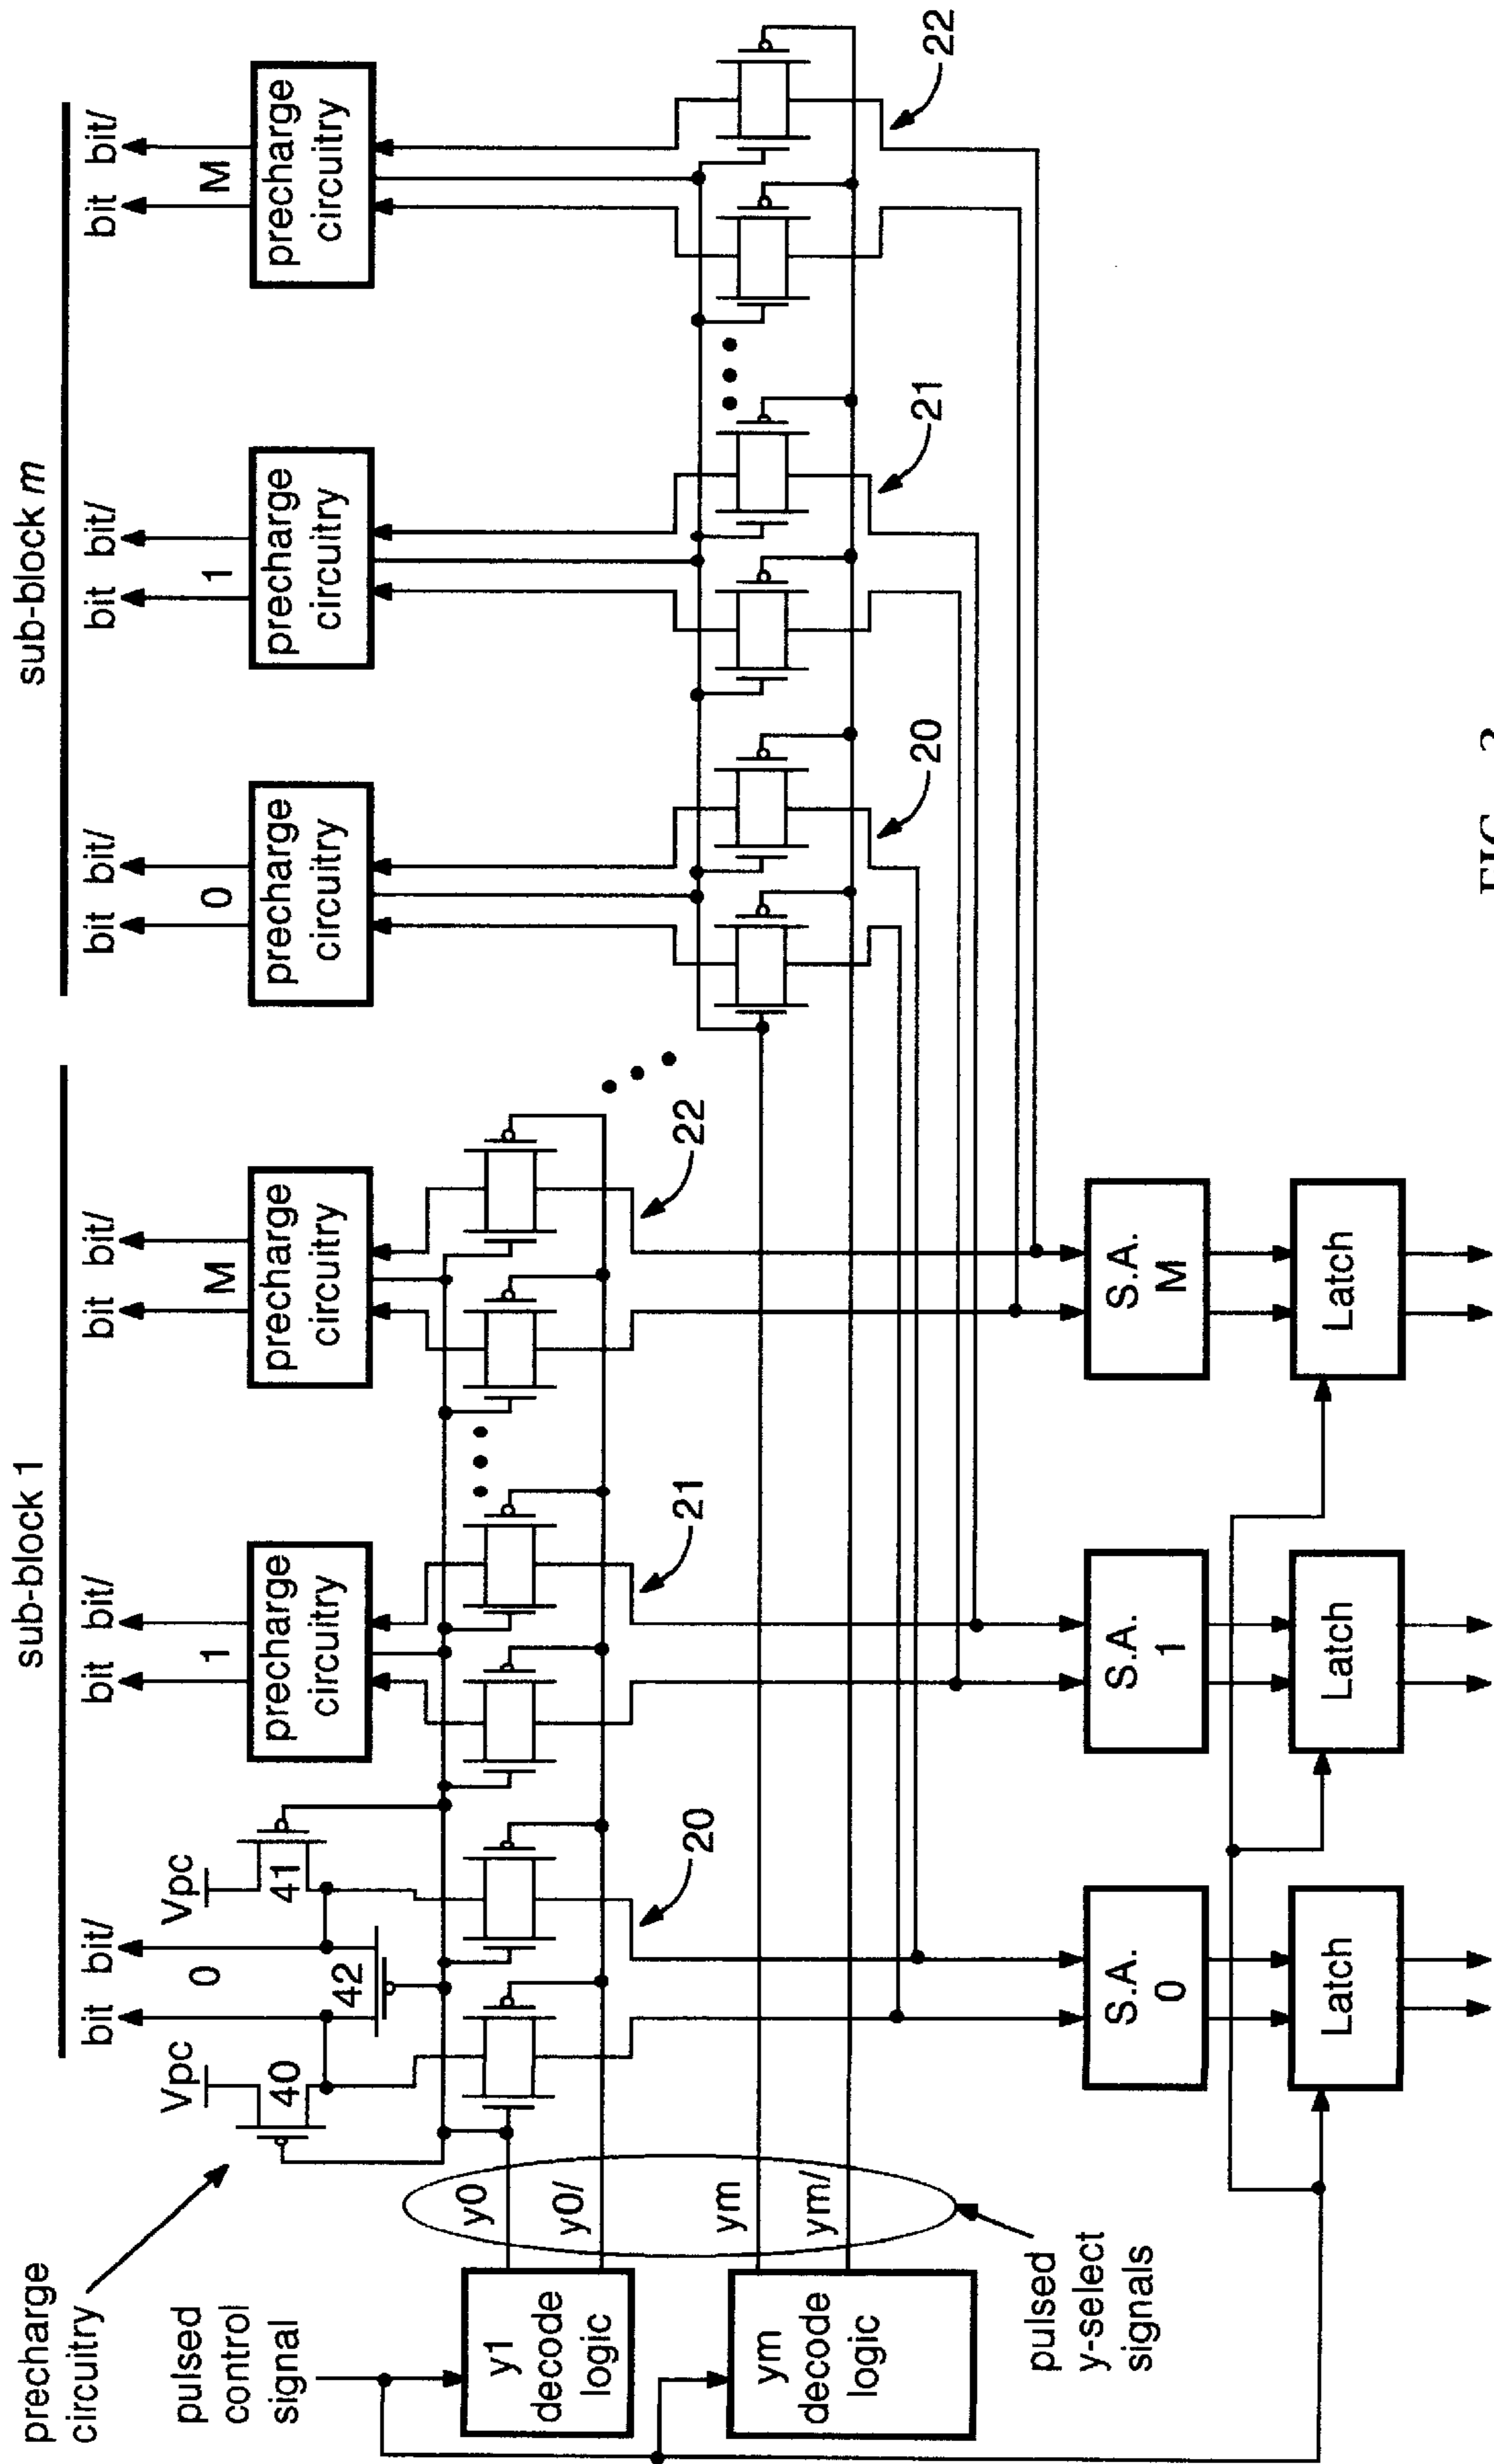 sub-block 1
sub-block m
precharge
circuitry
bit bit/
0
bit bit/
1
bit bit/
M
bit bit/
0
bit bit/
1
bit bit/
M
Vpc
Vpc
40
42
41
precharge
circuitry
precharge
circuitry
precharge
circuitry
precharge
circuitry
precharge
circuitry
pulsed
control
signal
y1
decode
logic
y0
y0/
20
21
22
ym
decode
logic
ym
ym/
20
21
22
pulsed
y-select
signals
S.A.
0
S.A.
1
S.A.
M
Latch
Latch
Latch
FIG. 3